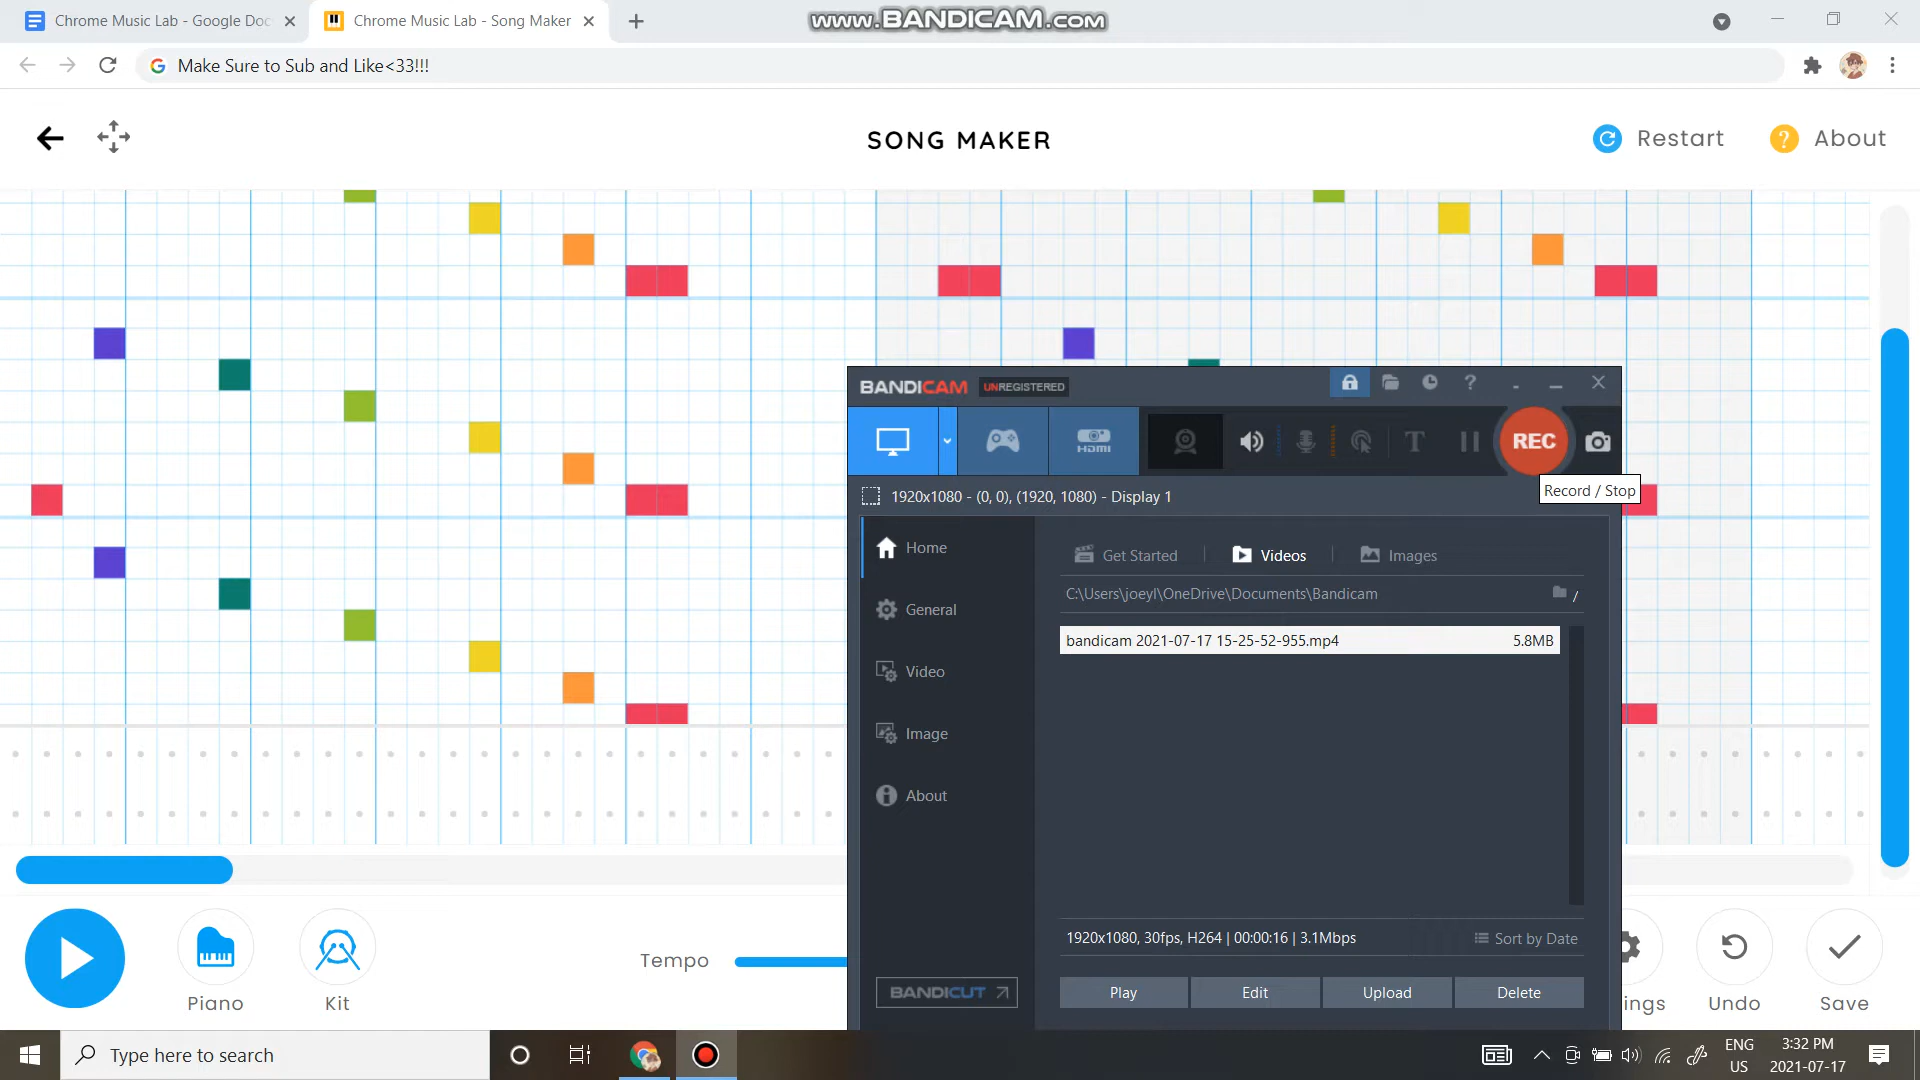 Chrome Music Lab - Google Doc
Chrome Music Lab - Song Maker
www.BANDICAM.com
Make Sure to Sub and Like<33!!!
SONG MAKER
Restart
? About
BANDICAM UNREGISTERED
?
HDMI
T
REC
1920x1080 - (0, 0), (1920, 1080) - Display 1
Record / Stop
Home
Get Started
Videos
Images
C:\Users\joeyl\OneDrive\Documents\Bandicam
/
General
bandicam 2021-07-17 15-25-52-955.mp4
5.8MB
Video
Image
About
1920x1080, 30fps, H264 | 00:00:16 | 3.1Mbps
Sort by Date
Tempo
BANDICUT
Play
Edit
Upload
Delete
Piano
Kit
ings
Undo
Save
Type here to search
ENG
US
3:32 PM
2021-07-17